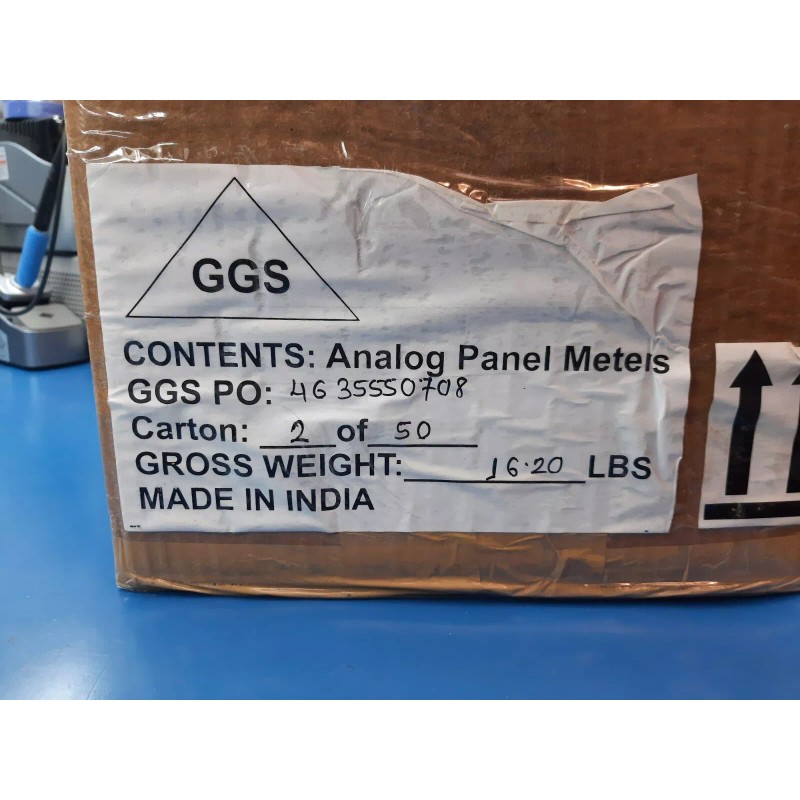 GGS
CONTENTS: Analog Panel Meters
GGS PO: 4635550708
Carton: 2 of 50
GROSS WEIGHT: 16.20 LBS
MADE IN INDIA